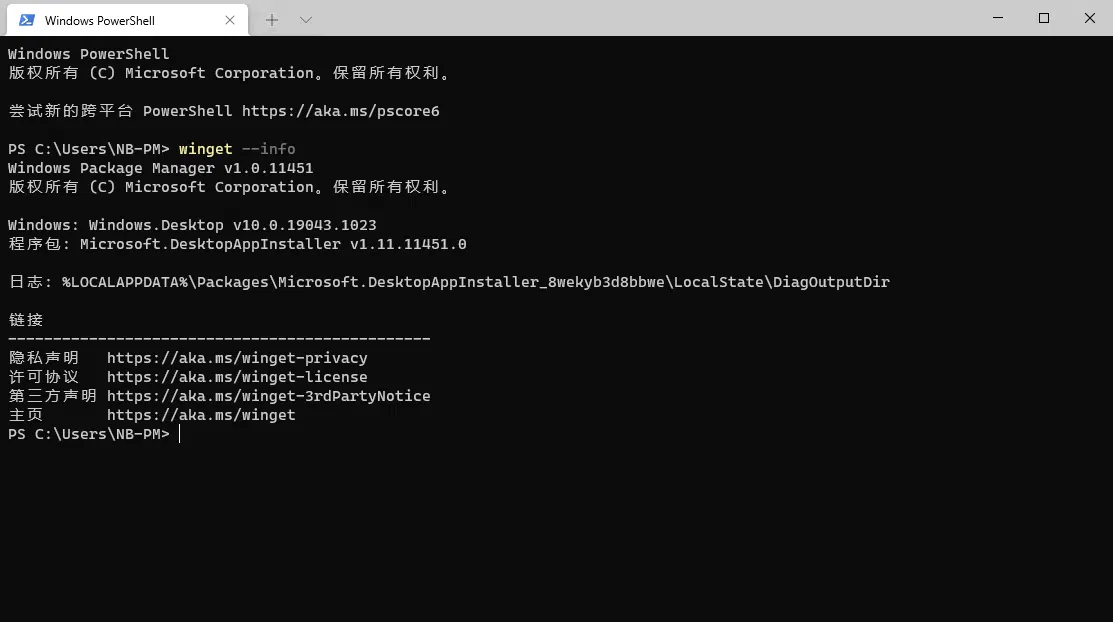 Windows PowerShell
Windows PowerShell
版权所有 (C) Microsoft Corporation。保留所有权利。
尝试新的跨平台 PowerShell https://aka.ms/pscore6
PS C:\Users\NB-PM> winget --info
Windows Package Manager v1.0.11451
版权所有 (C) Microsoft Corporation。保留所有权利。
Windows: Windows.Desktop v10.0.19043.1023
程序包: Microsoft.DesktopAppInstaller v1.11.11451.0
日志: %LOCALAPPDATA%\Packages\Microsoft.DesktopAppInstaller_8wekyb3d8bbwe\LocalState\DiagOutputDir
链接
-----------------------------------------------
隐私声明   https://aka.ms/winget-privacy
许可协议   https://aka.ms/winget-license
第三方声明 https://aka.ms/winget-3rdPartyNotice
主页       https://aka.ms/winget
PS C:\Users\NB-PM>